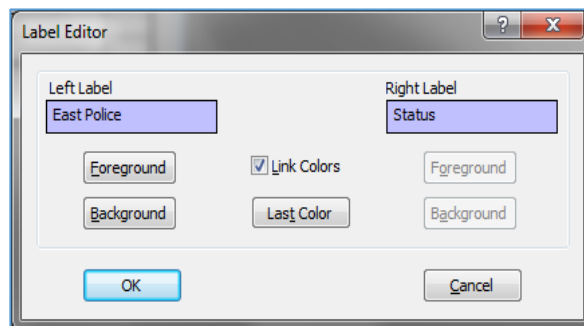 Label Editor
Left Label
Right Label
East Police
Status
Foreground
Link Colors
Foreground
Background
Last Color
Background
OK
Cancel